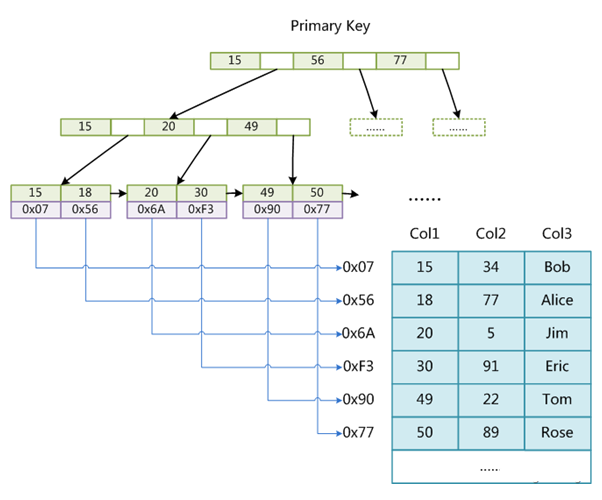 Primary Key
15 56 77
15 20 49
...... ......
15 18 20 30 49 50
0x07 0x56 0x6A 0xF3 0x90 0x77
......
Col1 Col2 Col3
0x07 15 34 Bob
0x56 18 77 Alice
0x6A 20 5 Jim
0xF3 30 91 Eric
0x90 49 22 Tom
0x77 50 89 Rose
......